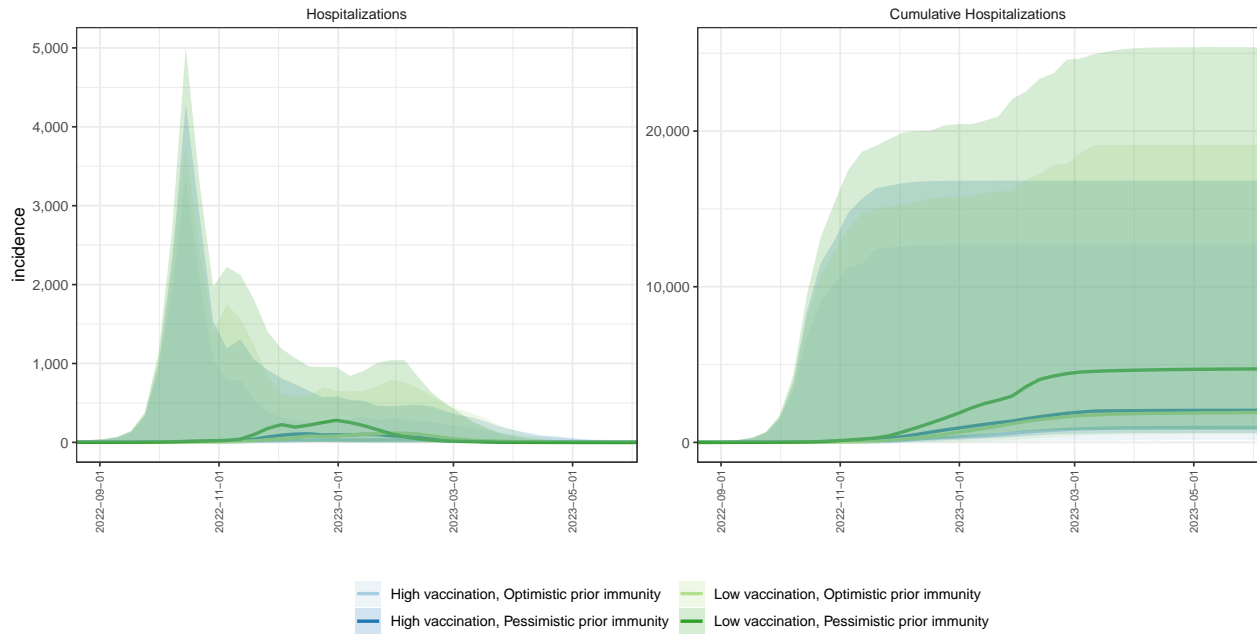 Hospitalizations
Cumulative Hospitalizations
incidence
5,000
4,000
3,000
2,000
1,000
0
20,000
10,000
0
2022−09−01
2022−11−01
2023−01−01
2023−03−01
2023−05−01
2022−09−01
2022−11−01
2023−01−01
2023−03−01
2023−05−01
High vaccination, Optimistic prior immunity
Low vaccination, Optimistic prior immunity
High vaccination, Pessimistic prior immunity
Low vaccination, Pessimistic prior immunity